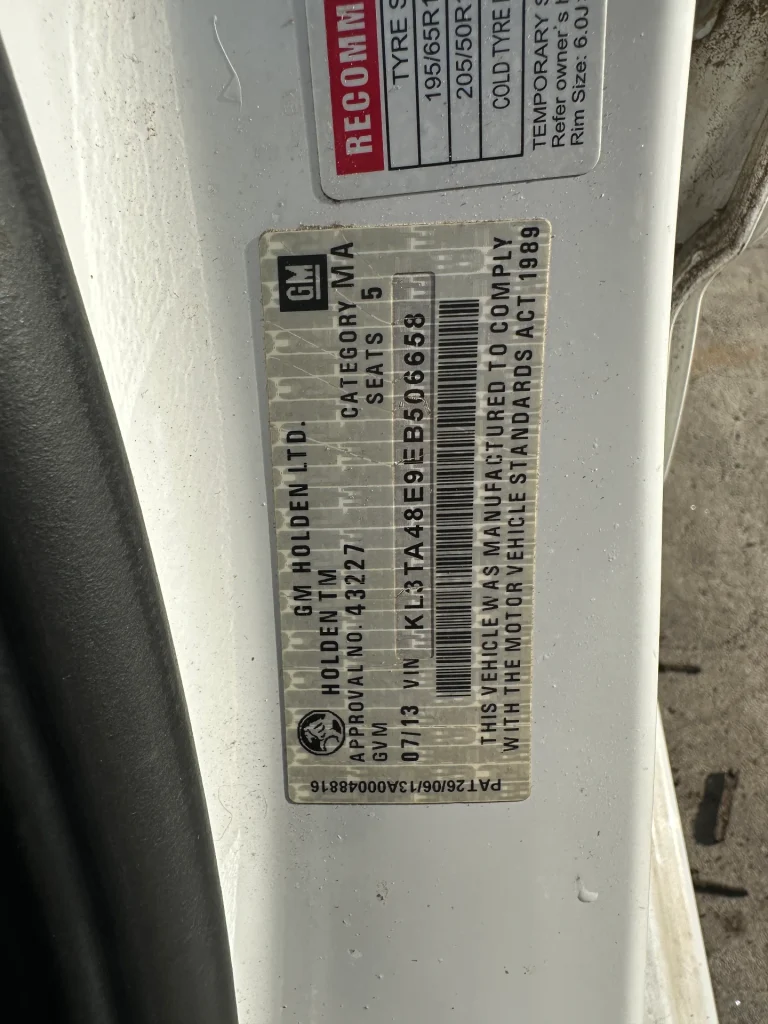 GM HOLDEN LTD.
GM
HOLDEN TM
CATEGORY MA
APPROVAL NO. 43227
SEATS 5
GVM
07/13 VIN KL3TA48E9EB506658
THIS VEHICLE WAS MANUFACTURED TO COMPLY
WITH THE MOTOR VEHICLE STANDARDS ACT 1989
PAT26/06/13A00048816
RECOMM
TYRE S
195/65R1
205/50R1
COLD TYRE
TEMPORARY S
Refer owner's
Rim Size: 6.0J